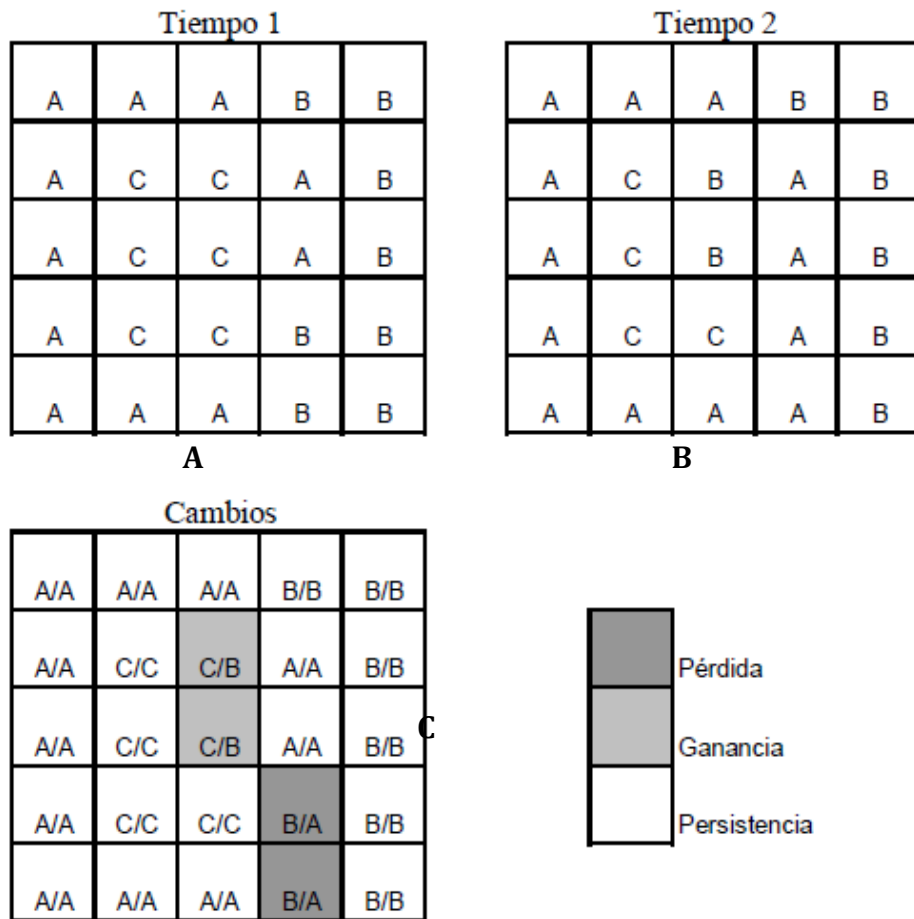 Tiempo 1
A A A B B
A C C A B
A C C A B
A C C B B
A A A B B
A
Tiempo 2
A A A B B
A C B A B
A C B A B
A C C A B
A A A A B
B
Cambios
A/A A/A A/A B/B B/B
A/A C/C C/B A/A B/B
A/A C/C C/B A/A B/B
A/A C/C C/C B/A B/B
A/A A/A A/A B/A B/B
C
Pérdida
Ganancia
Persistencia